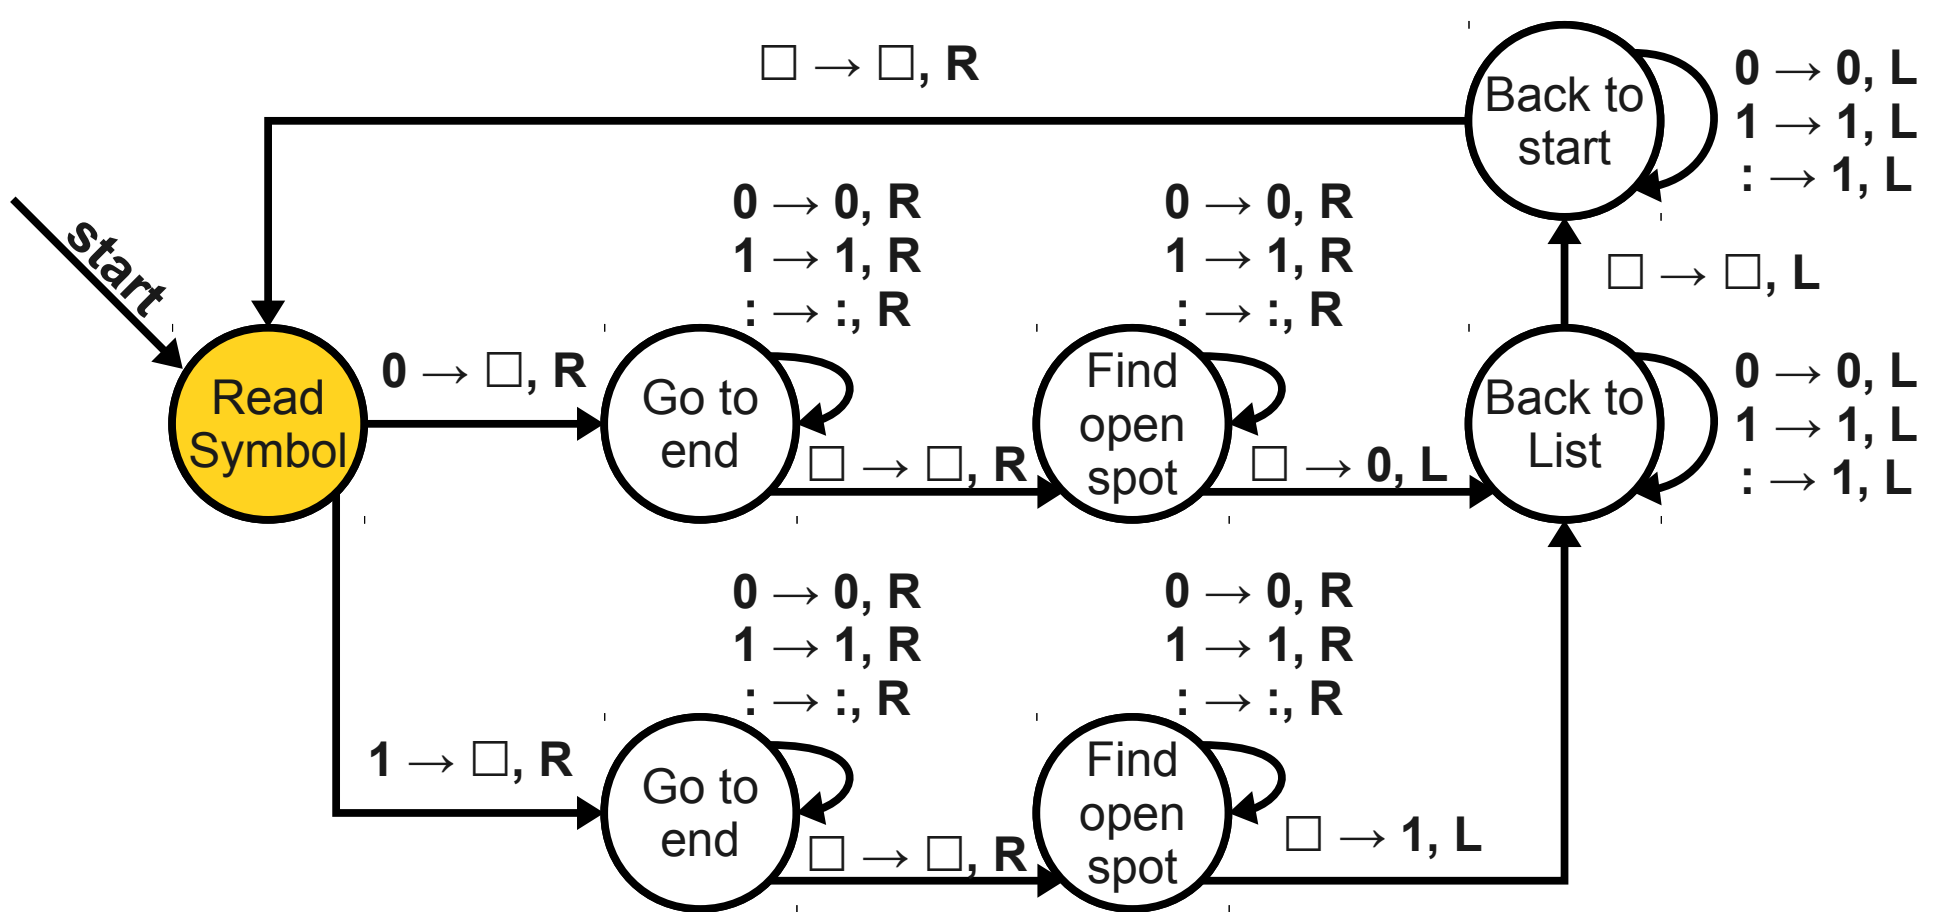 □ → □, R
Back to
start
0 → 0, L
1 → 1, L
: → 1, L
start
0 → 0, R
1 → 1, R
: → :, R
0 → 0, R
1 → 1, R
: → :, R
□ → □, L
Read
Symbol
0 → □, R
Go to
end
□ → □, R
Find
open
spot
□ → 0, L
Back to
List
0 → 0, L
1 → 1, L
: → 1, L
0 → 0, R
1 → 1, R
: → :, R
0 → 0, R
1 → 1, R
: → :, R
1 → □, R
Go to
end
□ → □, R
Find
open
spot
□ → 1, L